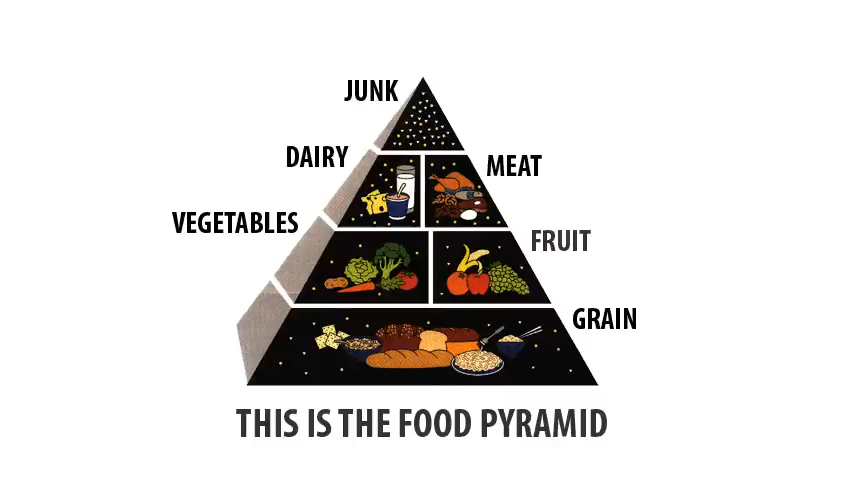 JUNK
DAIRY
MEAT
VEGETABLES
FRUIT
GRAIN
THIS IS THE FOOD PYRAMID